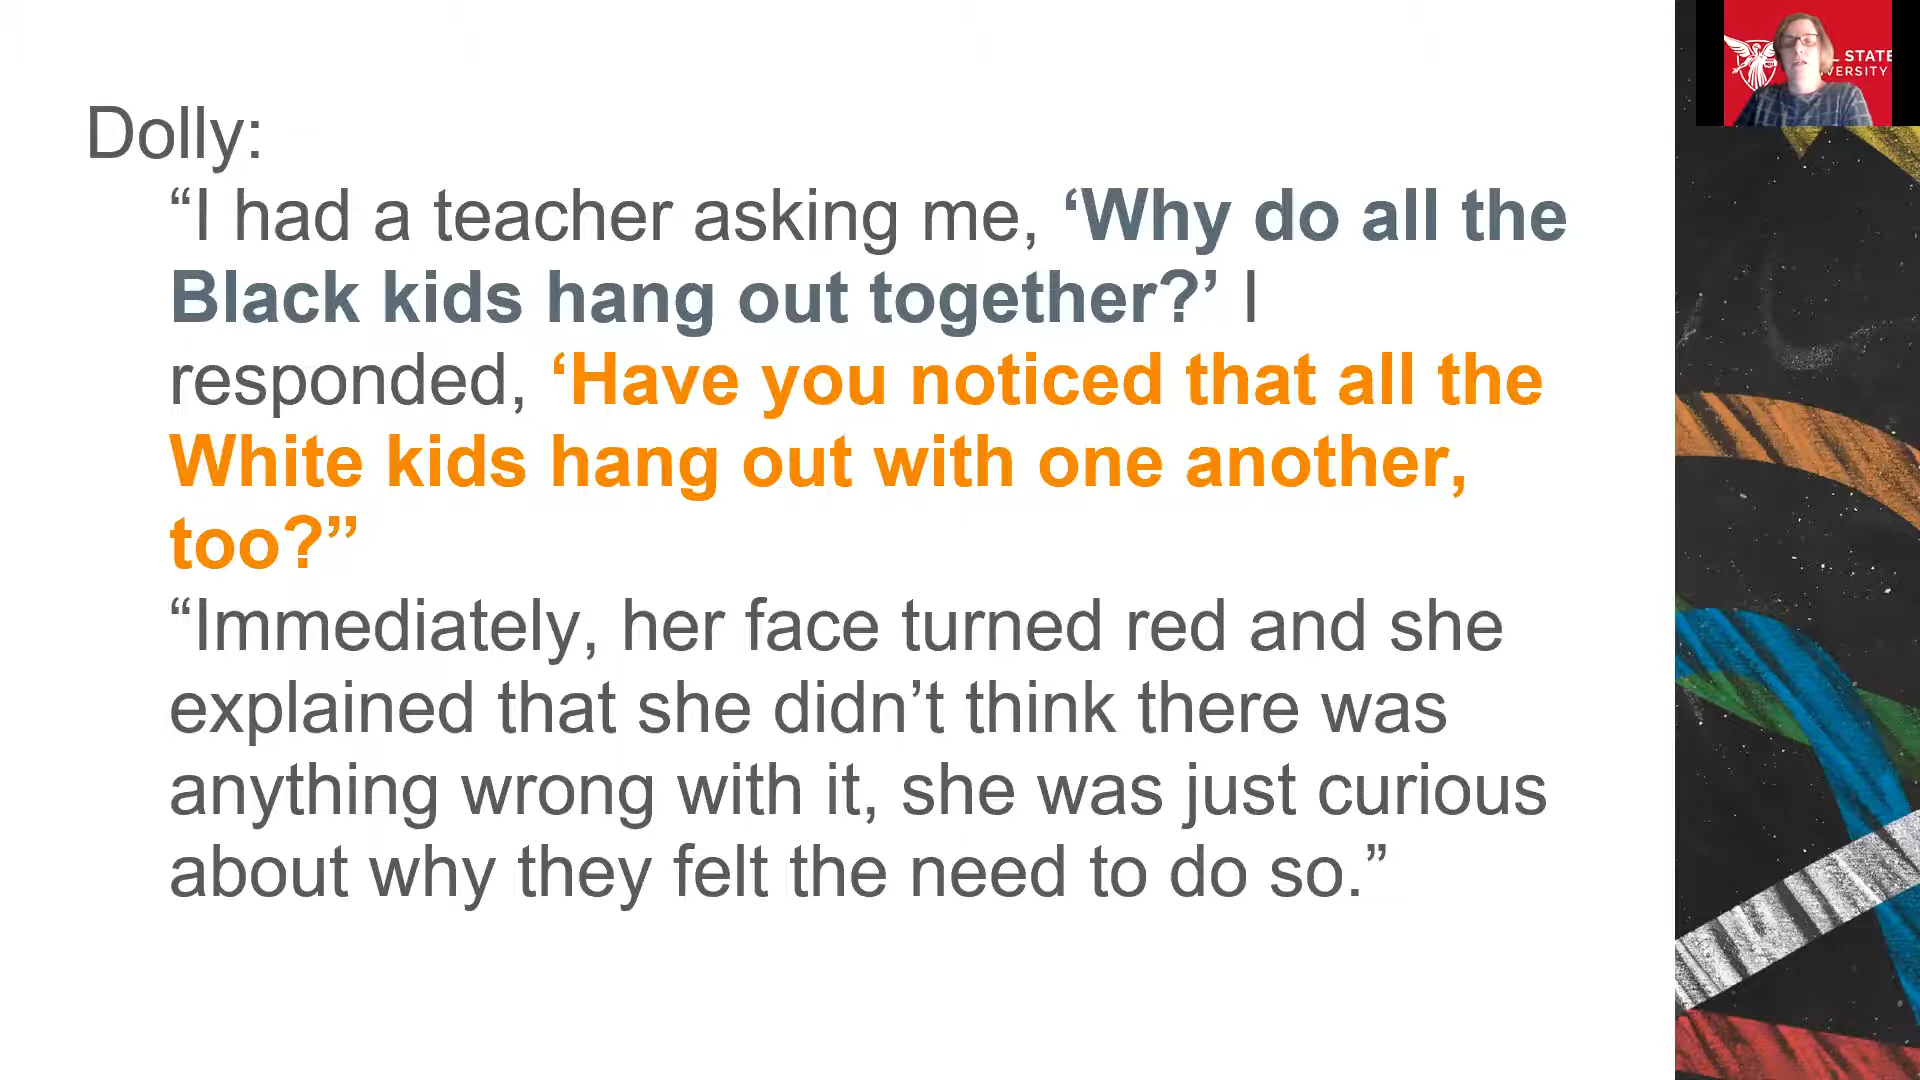 Dolly:
“I had a teacher asking me, ‘Why do all the
Black kids hang out together?’ I
responded, ‘Have you noticed that all the
White kids hang out with one another,
too?”
“Immediately, her face turned red and she
explained that she didn’t think there was
anything wrong with it, she was just curious
about why they felt the need to do so.”
L STATE
VERSITY